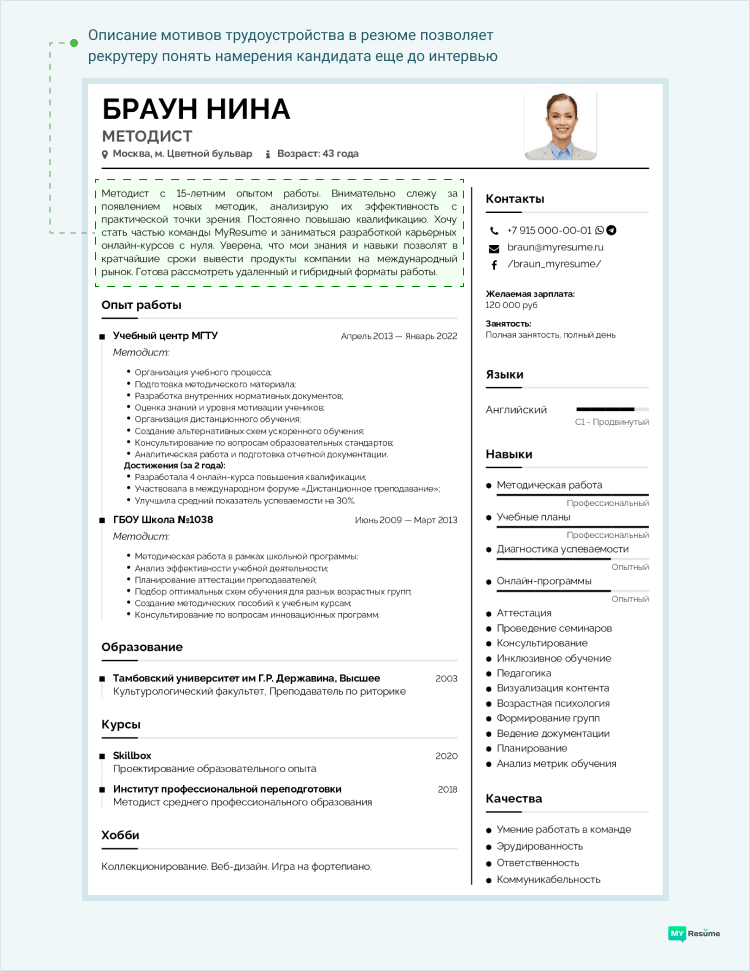 Описание мотивов трудоустройства в резюме позволяет
рекрутеру понять намерения кандидата еще до интервью
БРАУН НИНА
МЕТОДИСТ
Москва, м. Цветной бульвар Возраст: 43 года
Методист с 15-летним опытом работы. Внимательно слежу за
появлением новых методик, анализирую их эффективность с
практической точки зрения. Постоянно повышаю квалификацию. Хочу
стать частью команды MyResume и заниматься разработкой карьерных
онлайн-курсов с нуля. Уверена, что мои знания и навыки позволят в
кратчайшие сроки вывести продукты компании на международный
рынок. Готова рассмотреть удаленный и гибридный форматы работы.
Опыт работы
Учебный центр МГТУ Апрель 2013 — Январь 2022
Методист:
Организация учебного процесса;
Подготовка методического материала;
Разработка внутренних нормативных документов;
Оценка знаний и уровня мотивации учеников;
Организация дистанционного обучения;
Создание альтернативных схем ускоренного обучения;
Консультирование по вопросам образовательных стандартов;
Аналитическая работа и подготовка отчетной документации.
Достижения (за 2 года):
Разработала 4 онлайн-курса повышения квалификации;
Участвовала в международном форуме «Дистанционное преподавание»;
Улучшила средний показатель успеваемости на 30%.
ГБОУ Школа №1038 Июнь 2009 — Март 2013
Методист:
Методическая работа в рамках школьной программы;
Анализ эффективности учебной деятельности;
Планирование аттестации преподавателей;
Подбор оптимальных схем обучения для разных возрастных групп;
Создание методических пособий к учебным курсам;
Консультирование по вопросам инновационных программ.
Образование
Тамбовский университет им Г.Р. Державина, Высшее 2003
Культурологический факультет, Преподаватель по риторике
Курсы
Skillbox 2020
Проектирование образовательного опыта
Институт профессиональной переподготовки 2018
Методист среднего профессионального образования
Хобби
Коллекционирование. Веб-дизайн. Игра на фортепиано.
Контакты
+7 915 000-00-01
braun@myresume.ru
/braun_myresume/
Желаемая зарплата:
120 000 руб
Занятость:
Полная занятость, полный день
Языки
Английский
C1 - Продвинутый
Навыки
Методическая работа
Профессиональный
Учебные планы
Профессиональный
Диагностика успеваемости
Опытный
Онлайн-программы
Опытный
Аттестация
Проведение семинаров
Консультирование
Инклюзивное обучение
Педагогика
Визуализация контента
Возрастная психология
Формирование групп
Ведение документации
Планирование
Анализ метрик обучения
Качества
Умение работать в команде
Эрудированность
Ответственность
Коммуникабельность
MY Resume